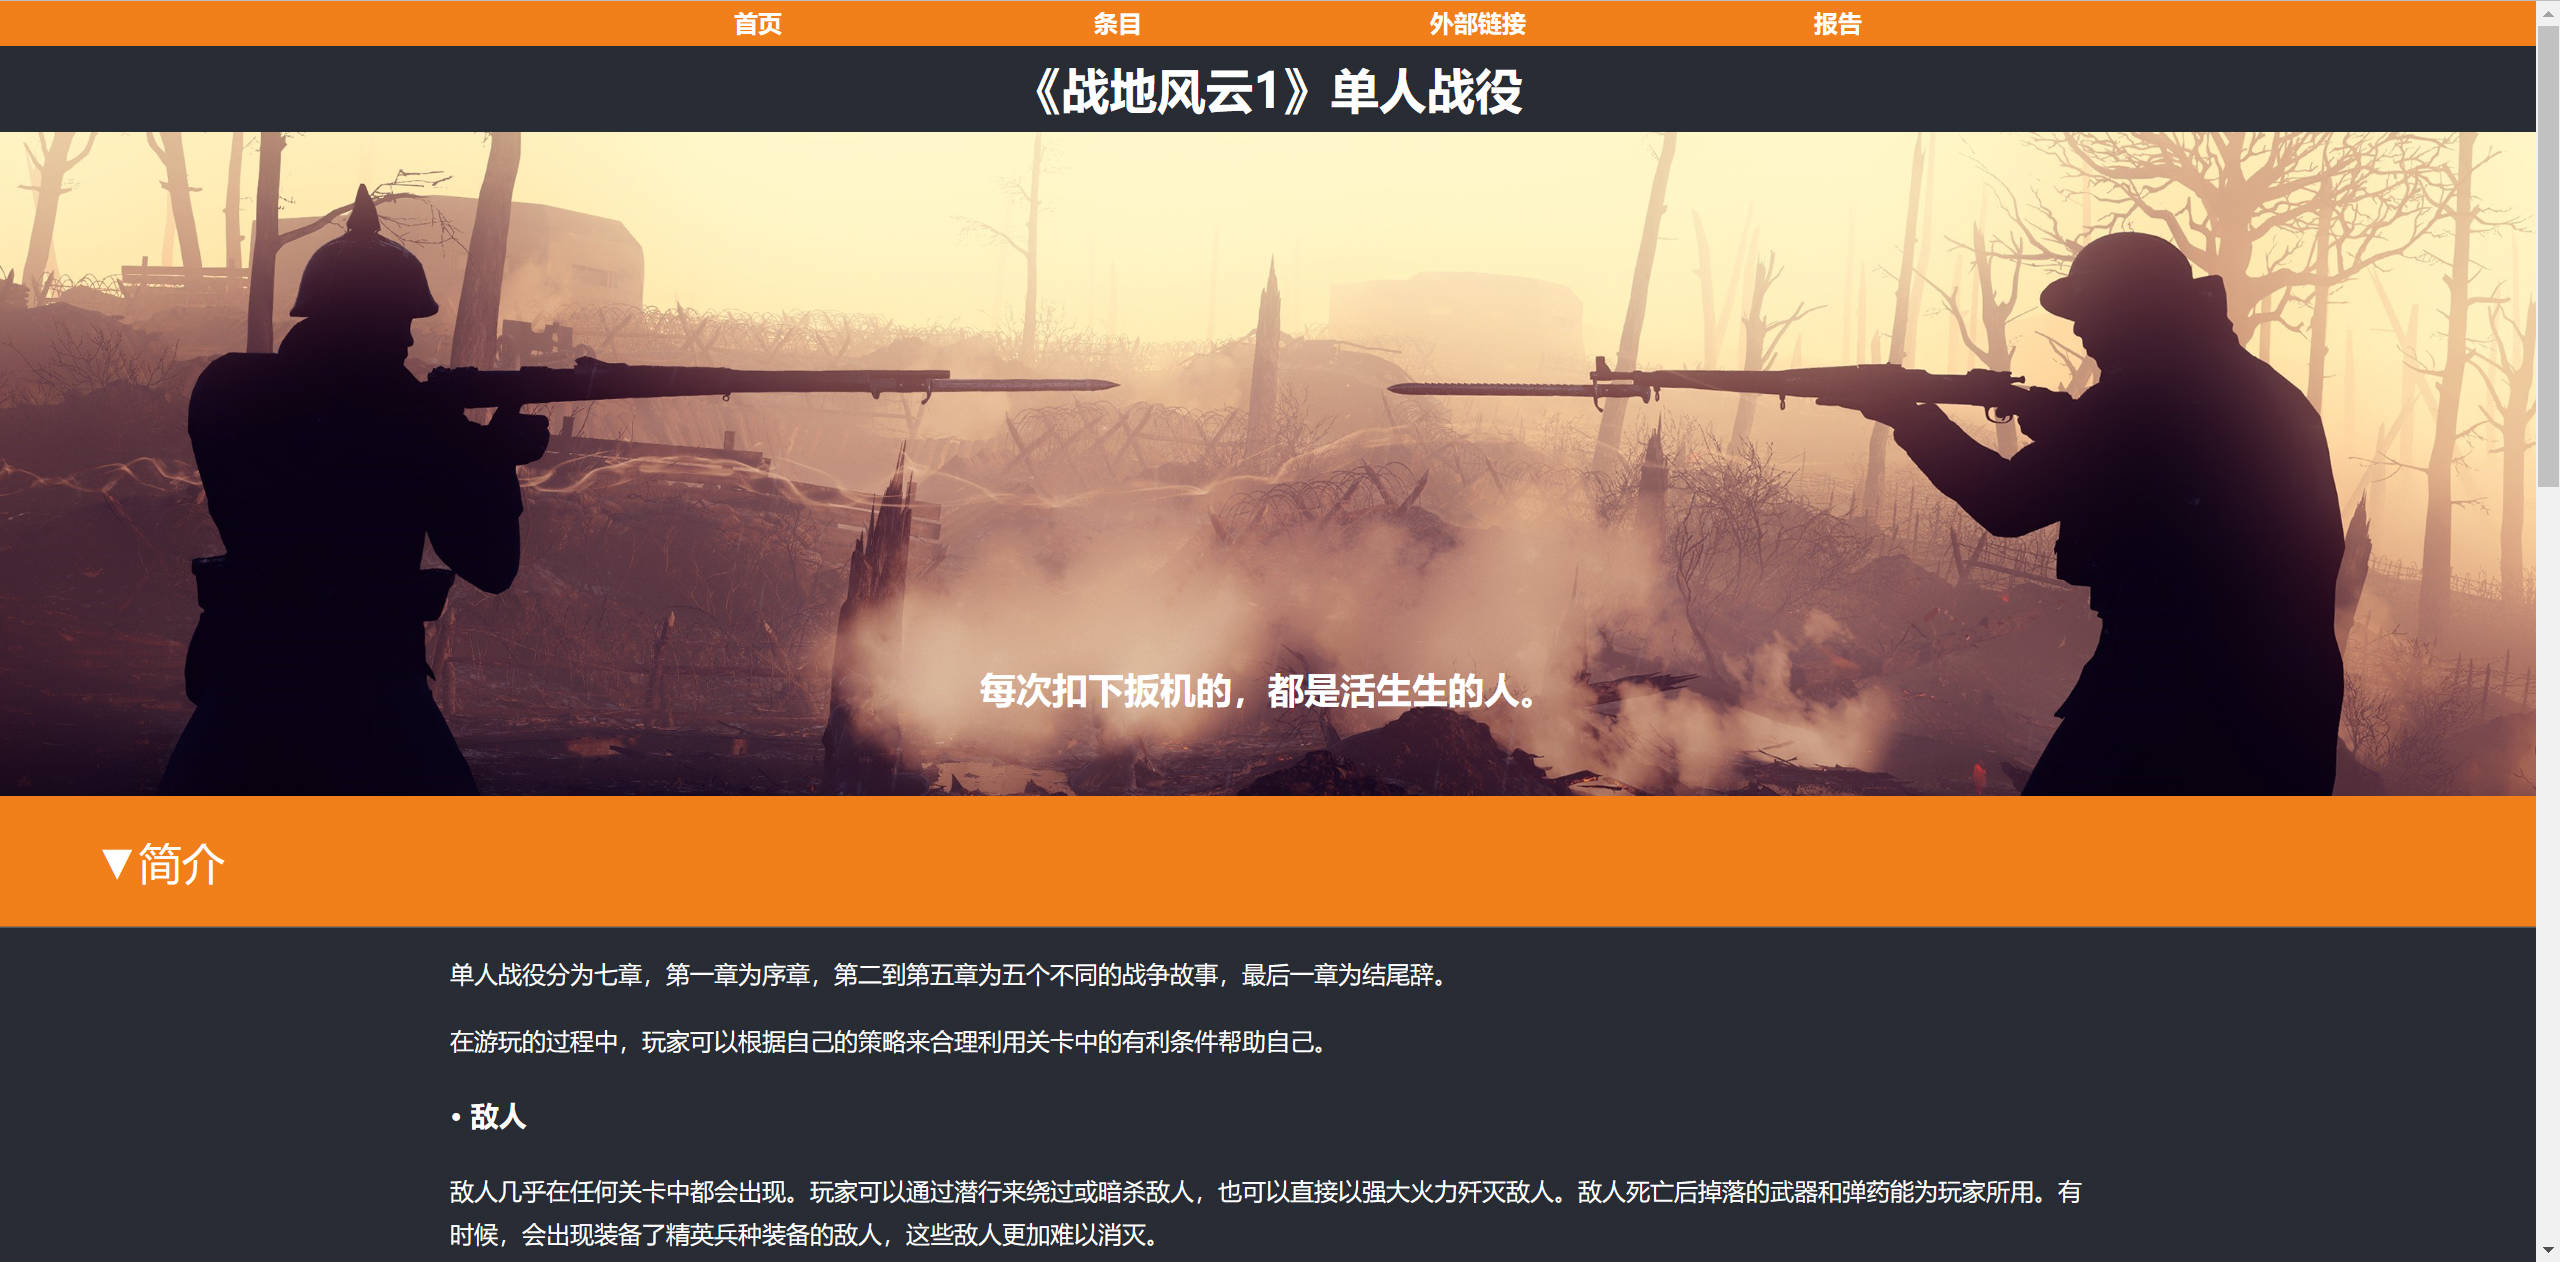 首页 条目 外部链接 报告
《战地风云1》单人战役
每次扣下扳机的，都是活生生的人。
▼简介
单人战役分为七章，第一章为序章，第二到第五章为五个不同的战争故事，最后一章为结尾辞。
在游玩的过程中，玩家可以根据自己的策略来合理利用关卡中的有利条件帮助自己。
• 敌人
敌人几乎在任何关卡中都会出现。玩家可以通过潜行来绕过或暗杀敌人，也可以直接以强大火力歼灭敌人。敌人死亡后掉落的武器和弹药能为玩家所用。有
时候，会出现装备了精英兵种装备的敌人，这些敌人更加难以消灭。